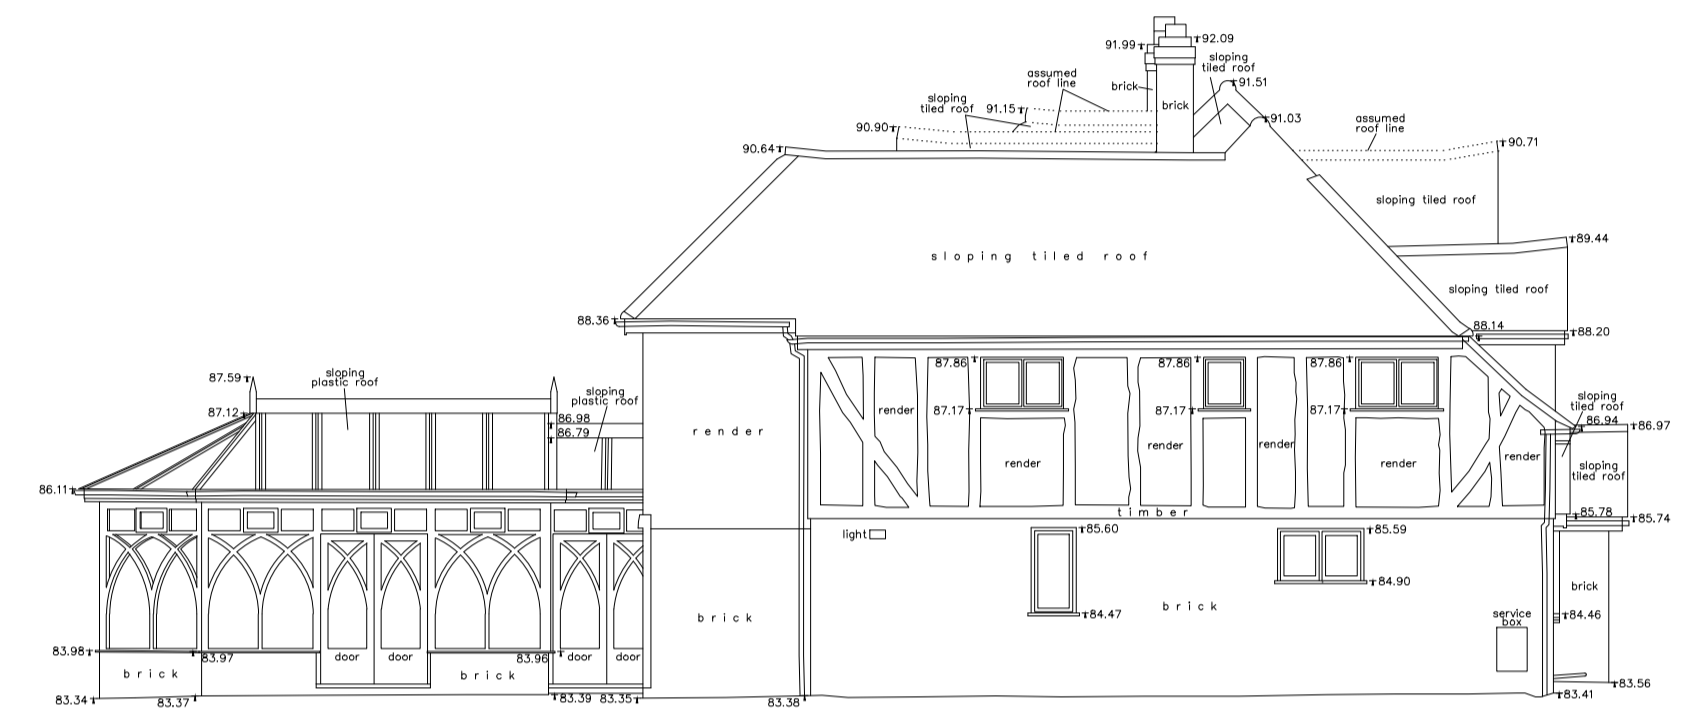 91.99
92.09
sloping
tiled roof
assumed
roof line
brick
91.51
sloping
tiled roof
91.15
brick
91.03
assumed
roof line
90.90
90.64
90.71
sloping tiled roof
89.44
sloping tiled roof
sloping tiled roof
88.36
88.14
88.20
87.86
87.86
87.86
87.59
sloping
plastic roof
sloping
plastic roof
sloping
tiled roof
87.12
86.98
86.79
87.17
87.17
87.17
render
86.94
86.97
render
render
render
render
render
render
sloping
tiled roof
86.11
timber
85.78
85.74
light
85.60
85.59
84.90
brick
brick
84.47
brick
service
box
84.46
83.98
83.97
door
door
83.96
door
door
brick
brick
83.56
83.34
83.37
83.39
83.35
83.38
83.41